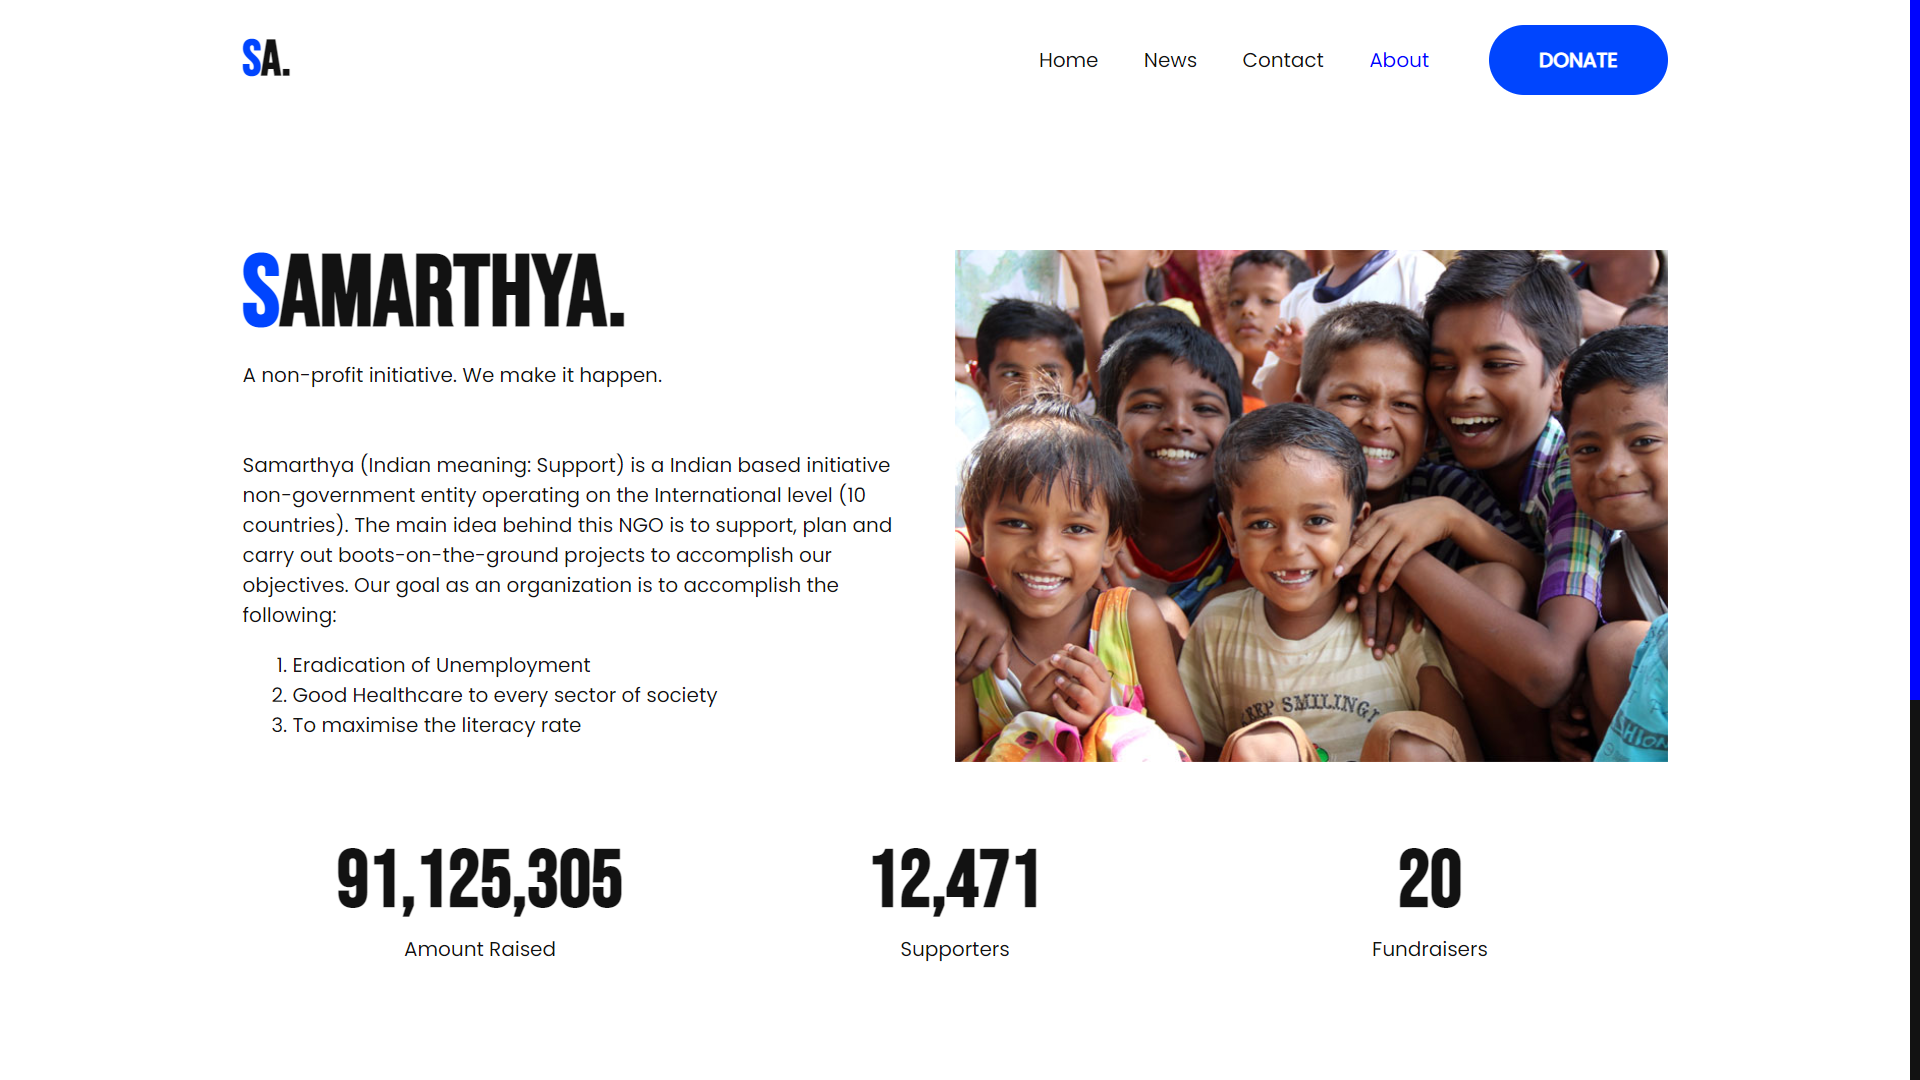 SA.
Home News Contact About DONATE
SAMARTHYA.
A non-profit initiative. We make it happen.
Samarthya (Indian meaning: Support) is a Indian based initiative
non-government entity operating on the International level (10
countries). The main idea behind this NGO is to support, plan and
carry out boots-on-the-ground projects to accomplish our
objectives. Our goal as an organization is to accomplish the
following:
1. Eradication of Unemployment
2. Good Healthcare to every sector of society
3. To maximise the literacy rate
SMILING!
91,125,305 12,471 20
Amount Raised Supporters Fundraisers